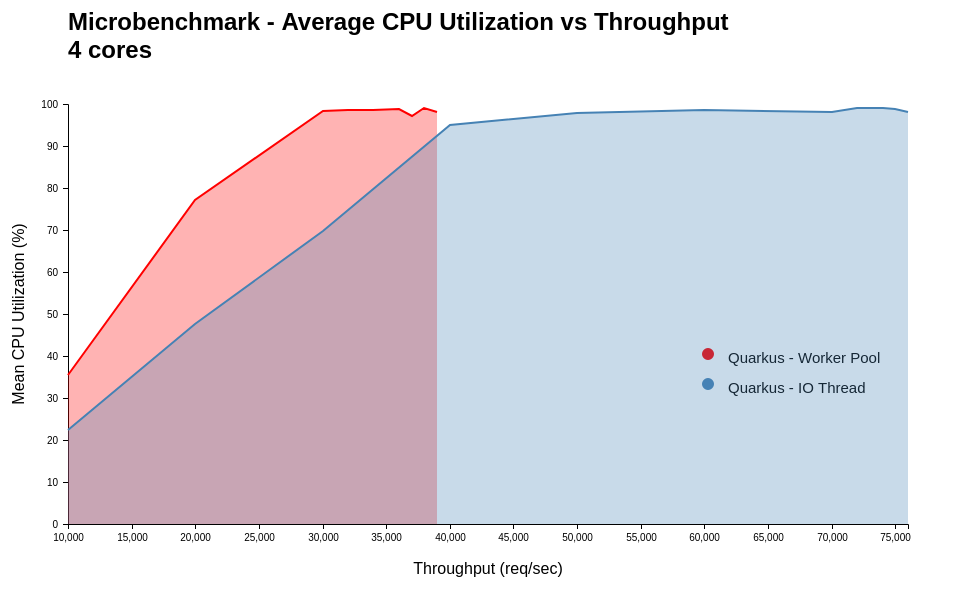 Microbenchmark - Average CPU Utilization vs Throughput
4 cores
Mean CPU Utilization (%)
100
90
80
70
60
50
40
30
20
10
0
Quarkus - Worker Pool
Quarkus - IO Thread
10,000 15,000 20,000 25,000 30,000 35,000 40,000 45,000 50,000 55,000 60,000 65,000 70,000 75,000
Throughput (req/sec)